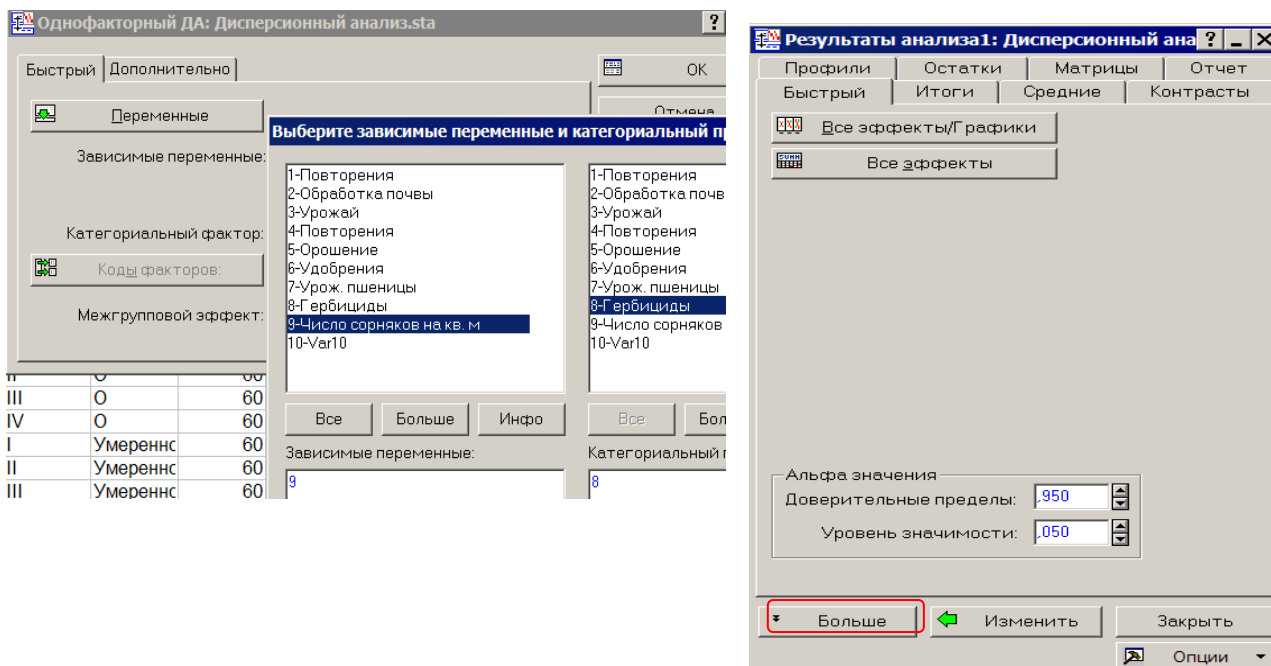 Однофакторный ДА: Дисперсионный анализ.sta
Быстрый Дополнительно
OK
Отмена
Переменные
Зависимые переменные:
Категориальный фактор:
Коды факторов:
Межгрупповой эффект:
Выберите зависимые переменные и категориальный п
1-Повторения
2-Обработка почвы
3-Урожай
4-Повторения
5-Орошение
6-Удобрения
7-Урож. пшеницы
8-Гербициды
9-Число сорняков на кв. м
10-Var10
1-Повторения
2-Обработка почв
3-Урожай
4-Повторения
5-Орошение
6-Удобрения
7-Урож. пшеницы
8-Гербициды
9-Число сорняков
10-Var10
Все Больше Инфо
Все Бол
Зависимые переменные:
9
Категориальный п
8
III О 60
IV О 60
I Умеренно 60
II Умеренно 60
III Умеренно 60
Результаты анализа1: Дисперсионный ана
Профили Остатки Матрицы Отчет
Быстрый Итоги Средние Контрасты
Все эффекты/Графики
Все эффекты
Альфа значения
Доверительные пределы: ,950
Уровень значимости: ,050
Больше Изменить Закрыть
Опции